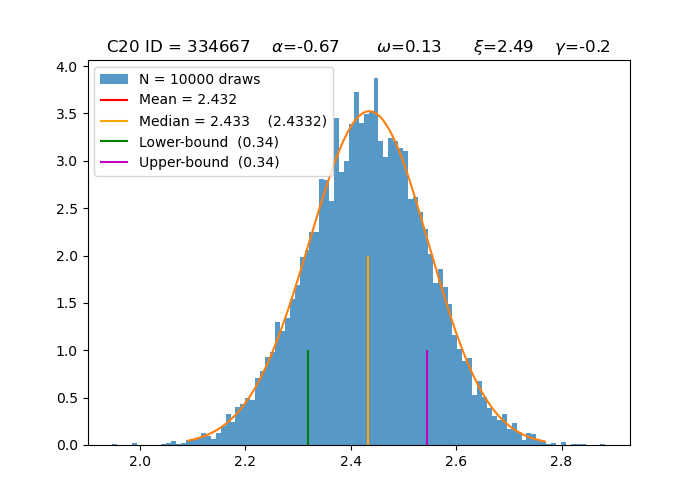 C20 ID = 334667 α=-0.67 ω=0.13 ξ=2.49 γ=-0.2
N = 10000 draws
Mean = 2.432
Median = 2.433 (2.4332)
Lower-bound (0.34)
Upper-bound (0.34)
4.0
3.5
3.0
2.5
2.0
1.5
1.0
0.5
0.0
2.0 2.2 2.4 2.6 2.8